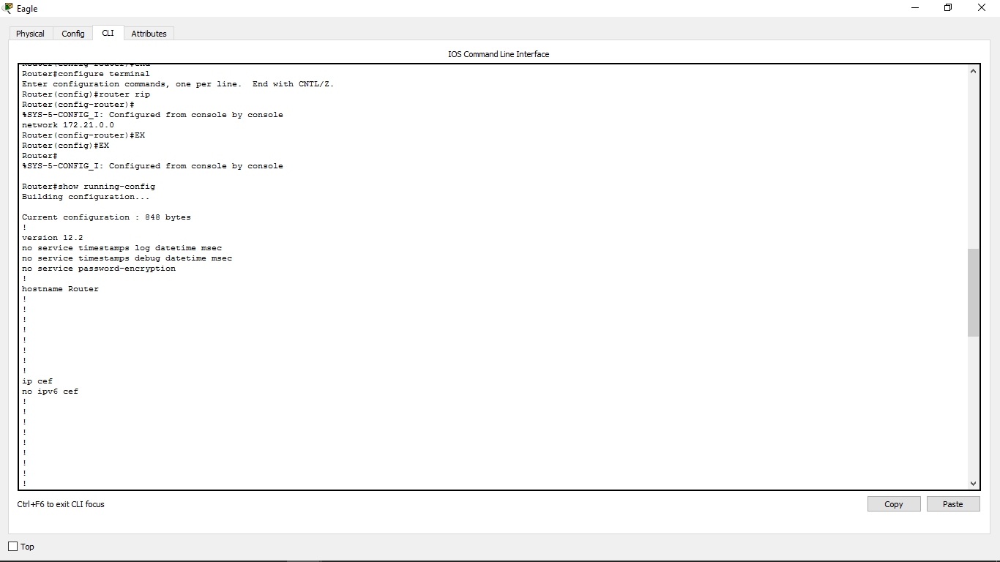 Eagle
Physical Config CLI Attributes
IOS Command Line Interface
Router(config-router)#end
Router#configure terminal
Enter configuration commands, one per line.  End with CNTL/Z.
Router(config)#router rip
Router(config-router)#
%SYS-5-CONFIG_I: Configured from console by console
network 172.21.0.0
Router(config-router)#EX
Router(config)#EX
Router#
%SYS-5-CONFIG_I: Configured from console by console
Router#show running-config
Building configuration...
Current configuration : 848 bytes
!
version 12.2
no service timestamps log datetime msec
no service timestamps debug datetime msec
no service password-encryption
!
hostname Router
!
!
!
!
!
!
!
!
ip cef
no ipv6 cef
!
!
!
!
!
!
!
!
!
Ctrl+F6 to exit CLI focus
Copy Paste
Top